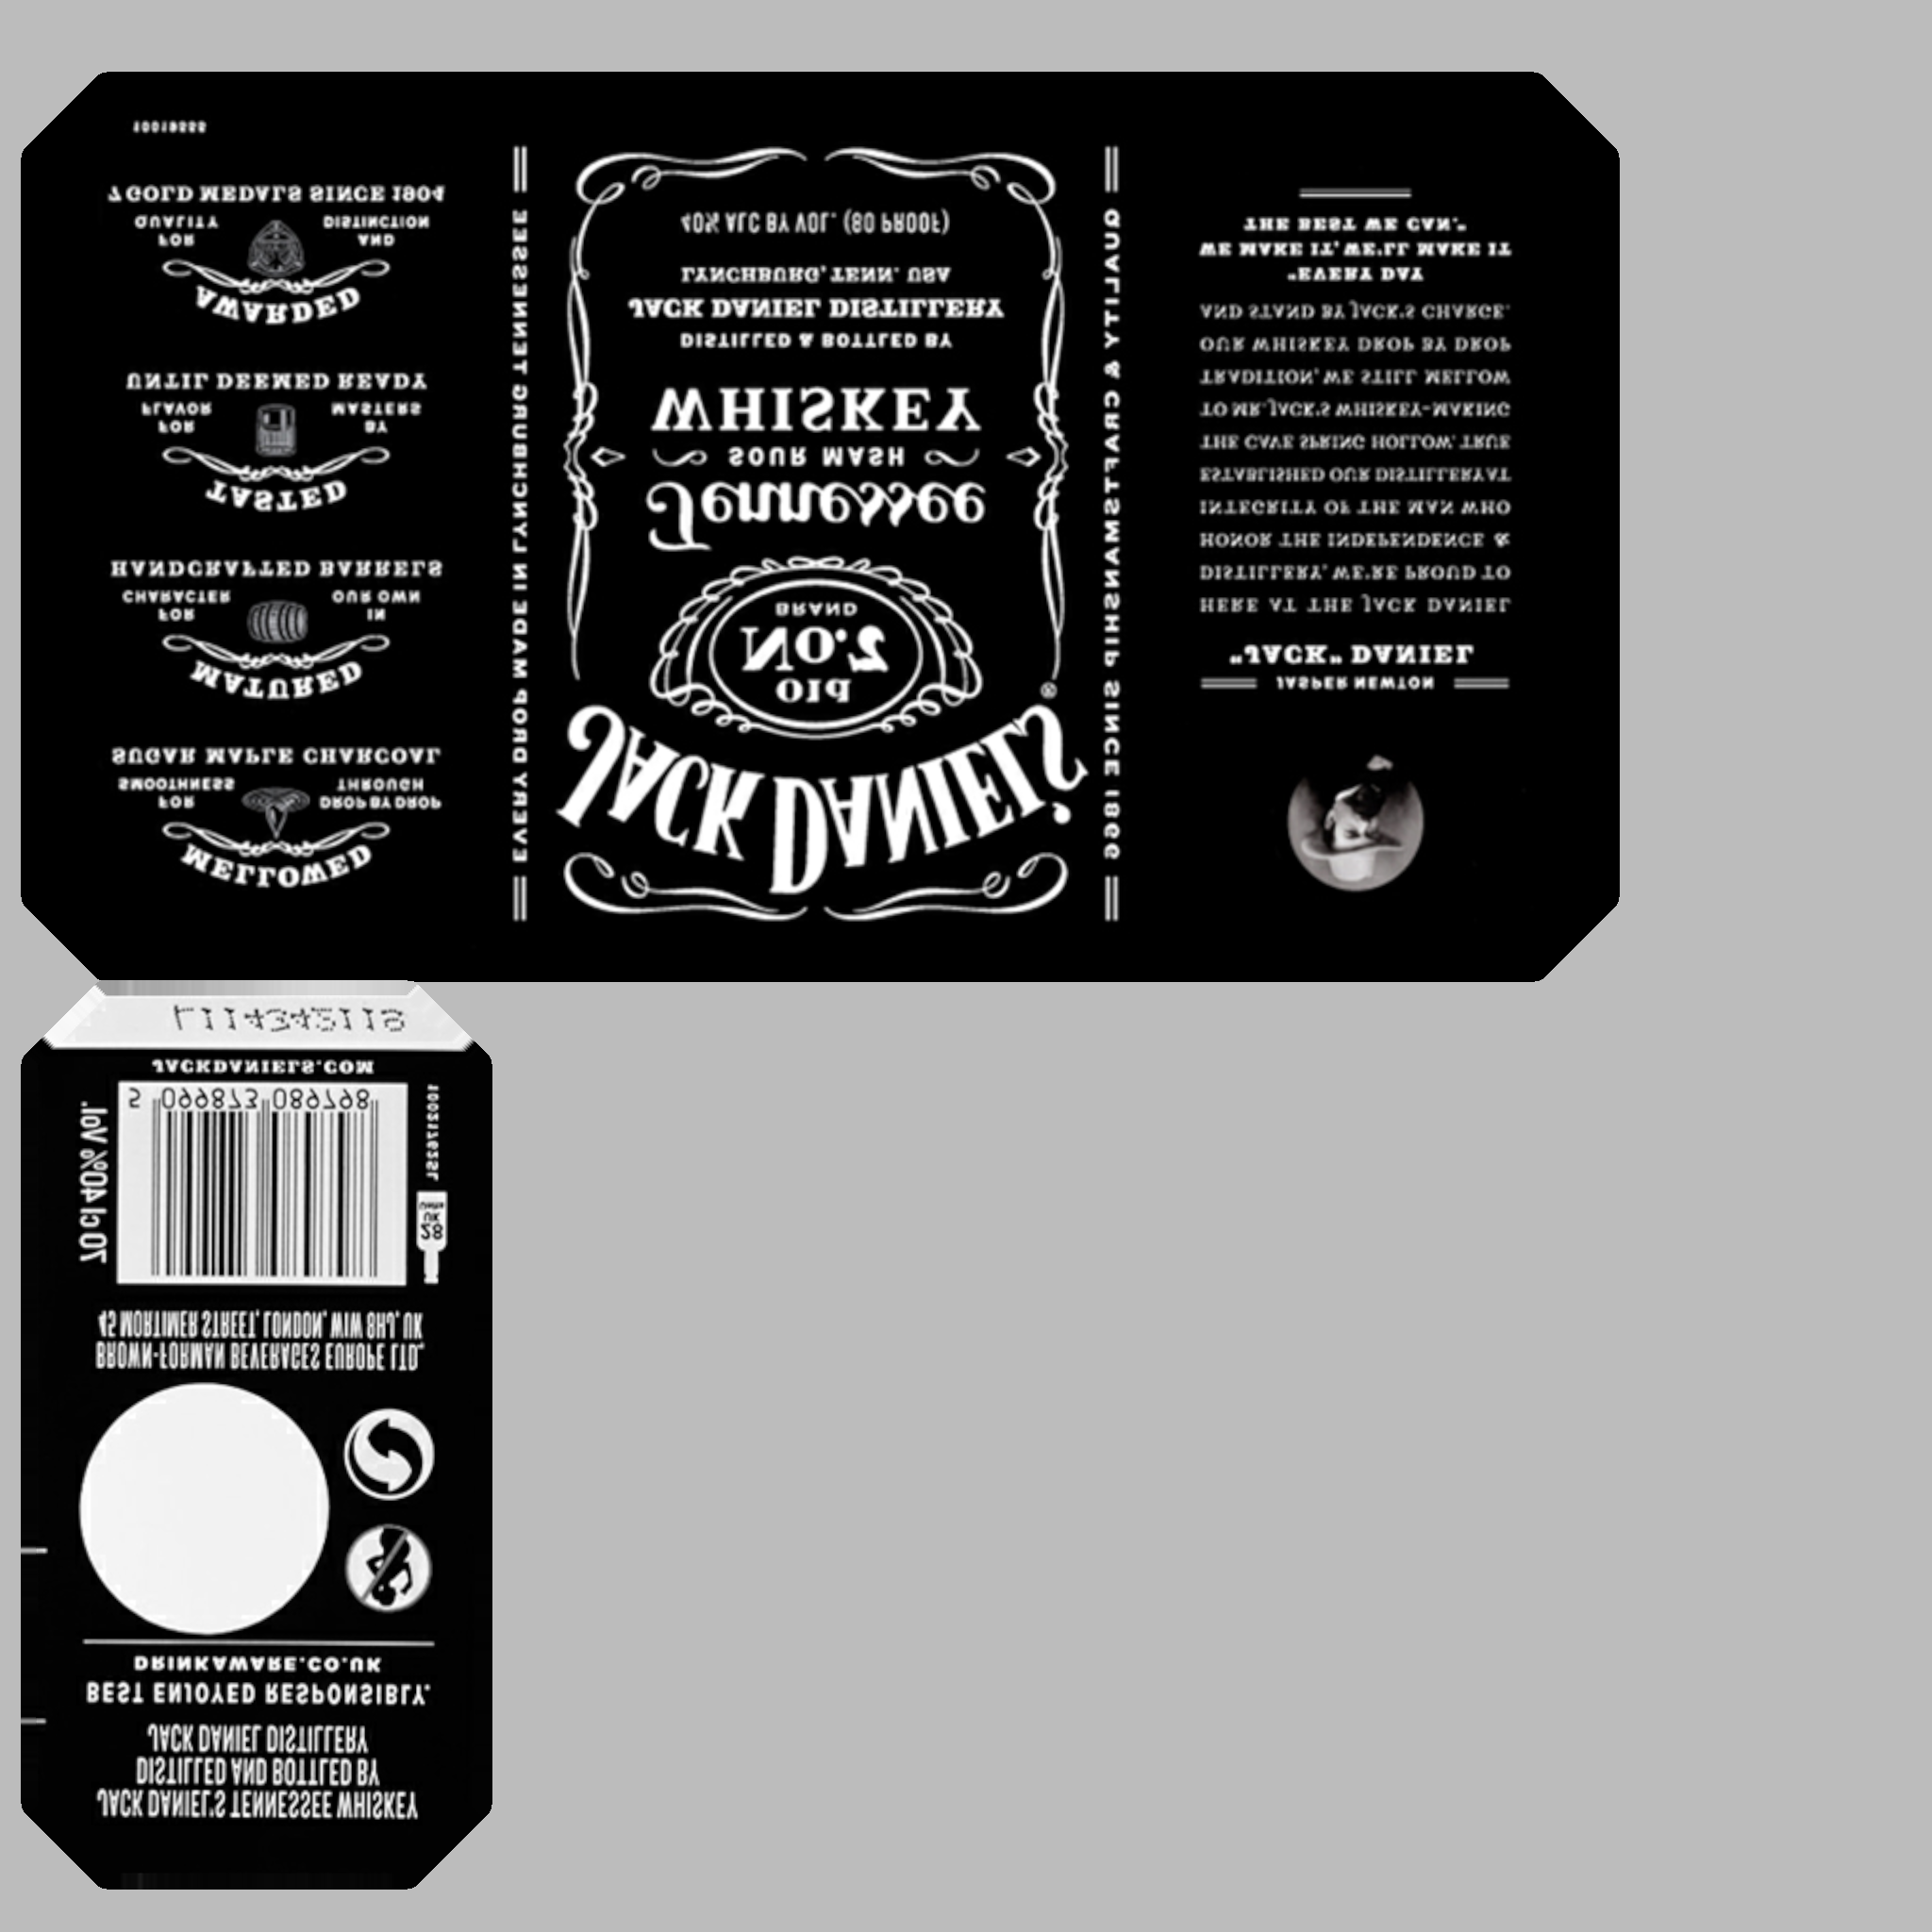 MELLOWED
FOR DROP BY DROP
SMOOTHNESS THROUGH
SUGAR MAPLE CHARCOAL
MATURED
FOR IN
CHARACTER OUR OWN
HANDCRAFTED BARRELS
TASTED
FOR BY
FLAVOR MASTERS
UNTIL DEEMED READY
AWARDED
FOR AND
QUALITY DISTINCTION
7 GOLD MEDALS SINCE 1904
10019555
EVERY DROP MADE IN LYNCHBURG TENNESSEE
JACK DANIEL'S
®
Old
NO.7
BRAND
Tennessee
SOUR MASH
WHISKEY
DISTILLED & BOTTLED BY
JACK DANIEL DISTILLERY
LYNCHBURG, TENN. USA
40% ALC BY VOL. (80 PROOF)
QUALITY & CRAFTSMANSHIP SINCE 1866
JASPER NEWTON
"JACK" DANIEL
HERE AT THE JACK DANIEL
DISTILLERY, WE'RE PROUD TO
HONOR THE INDEPENDENCE &
INTEGRITY OF THE MAN WHO
ESTABLISHED OUR DISTILLERY AT
THE CAVE SPRING HOLLOW. TRUE
TO MR. JACK'S WHISKEY-MAKING
TRADITION, WE STILL MELLOW
OUR WHISKEY DROP BY DROP
AND STAND BY JACK'S CHARGE.
"EVERY DAY
WE MAKE IT, WE'LL MAKE IT
THE BEST WE CAN."
JACK DANIEL'S TENNESSEE WHISKEY
DISTILLED AND BOTTLED BY
JACK DANIEL DISTILLERY
BEST ENJOYED RESPONSIBLY.
DRINKAWARE.CO.UK
BROWN-FORMAN BEVERAGES EUROPE LTD.,
45 MORTIMER STREET, LONDON, W1W 8HJ, UK
70 cl 40% Vol.
28
UK
Units
5 099873 089798
JACKDANIELS.COM